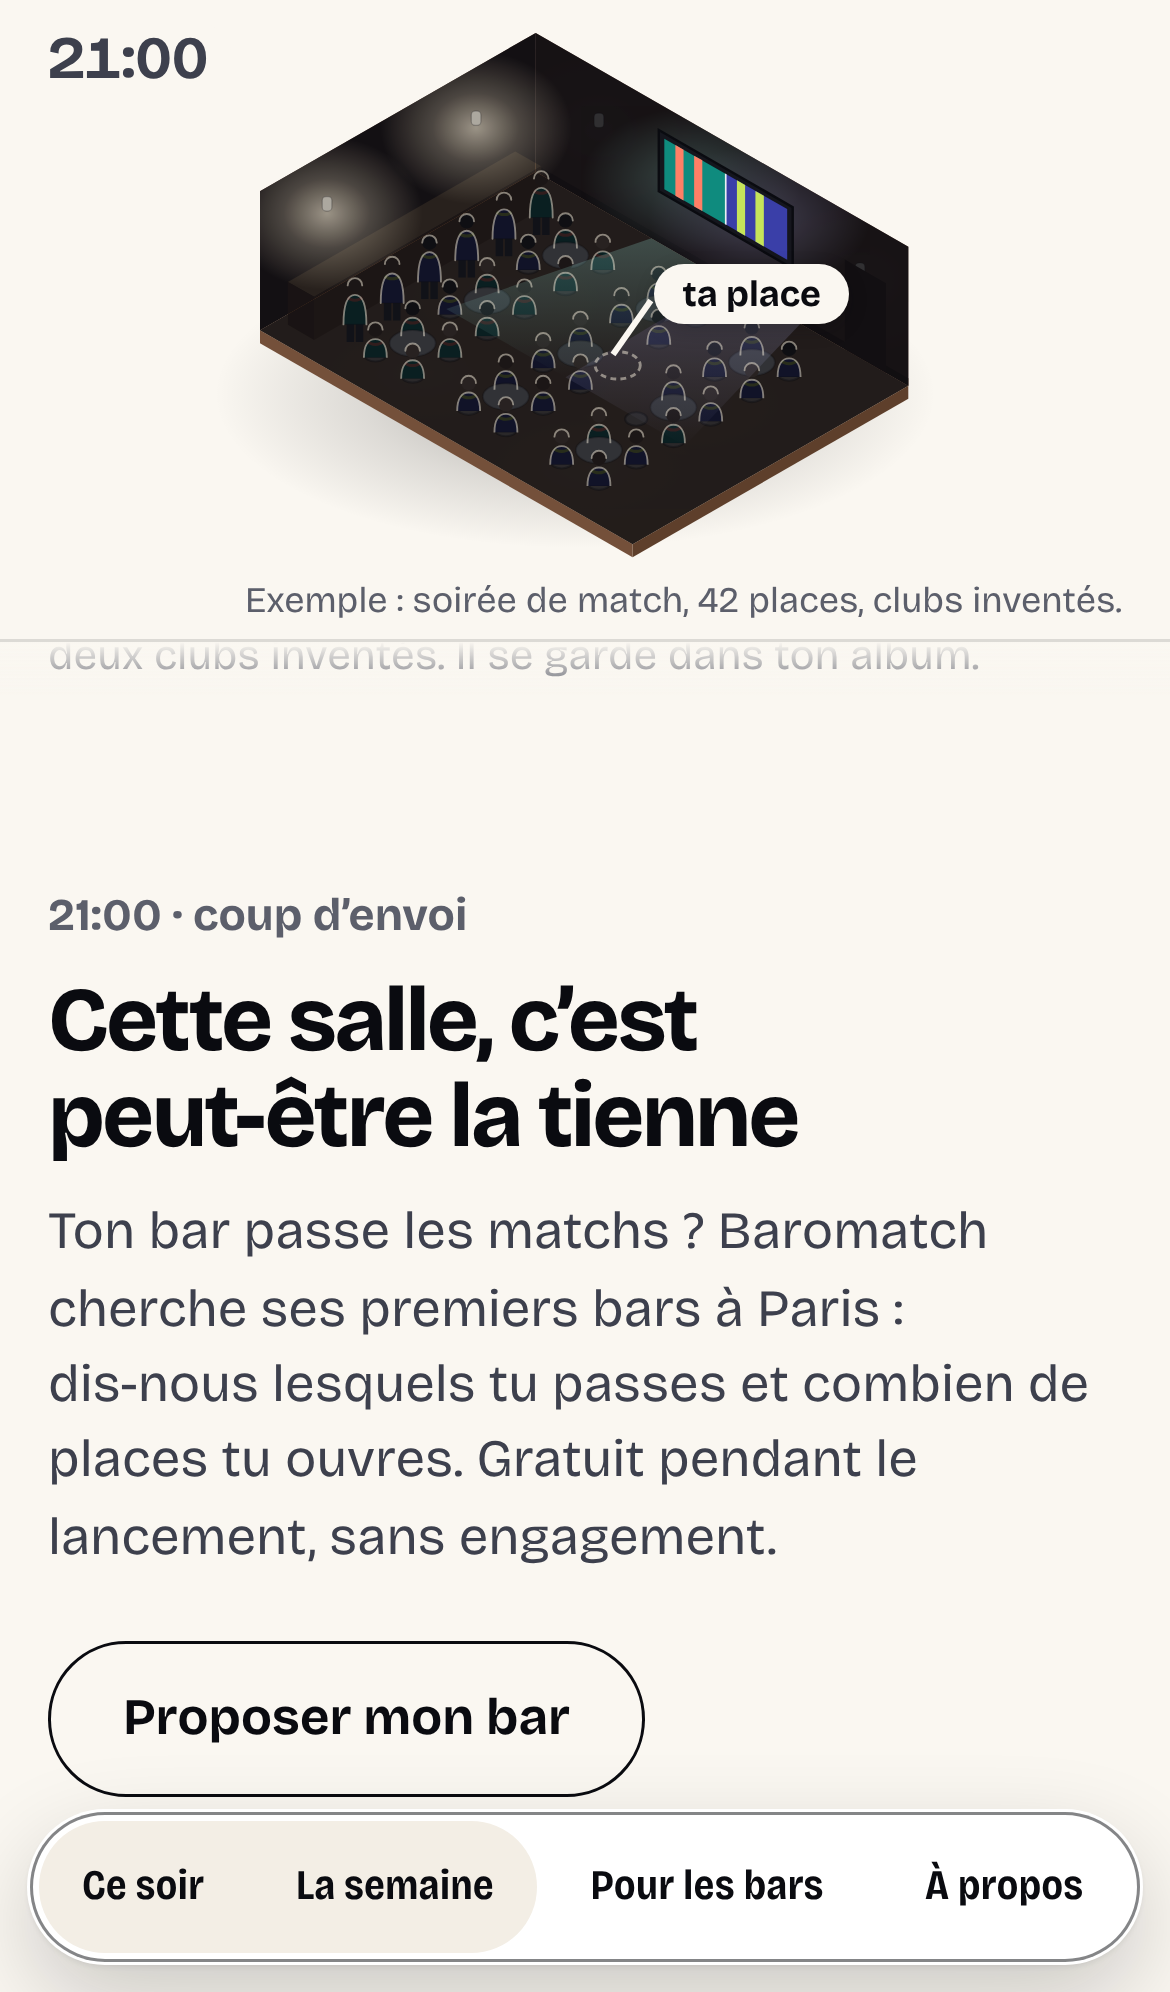 21:00
ta place
Exemple : soirée de match, 42 places, clubs inventés.
deux clubs inventés. Il se garde dans ton album.
21:00 · coup d’envoi
Cette salle, c’est
peut-être la tienne
Ton bar passe les matchs ? Baromatch
cherche ses premiers bars à Paris :
dis-nous lesquels tu passes et combien de
places tu ouvres. Gratuit pendant le
lancement, sans engagement.
Proposer mon bar
Ce soir
La semaine
Pour les bars
À propos